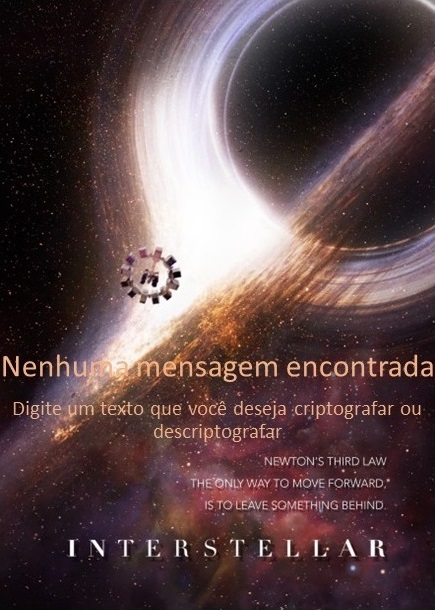 Nenhuma mensagem encontrada
Digite um texto que você deseja criptografar ou
descriptografar
NEWTON'S THIRD LAW
THE ONLY WAY TO MOVE FORWARD,
IS TO LEAVE SOMETHING BEHIND.
INTERSTELLAR